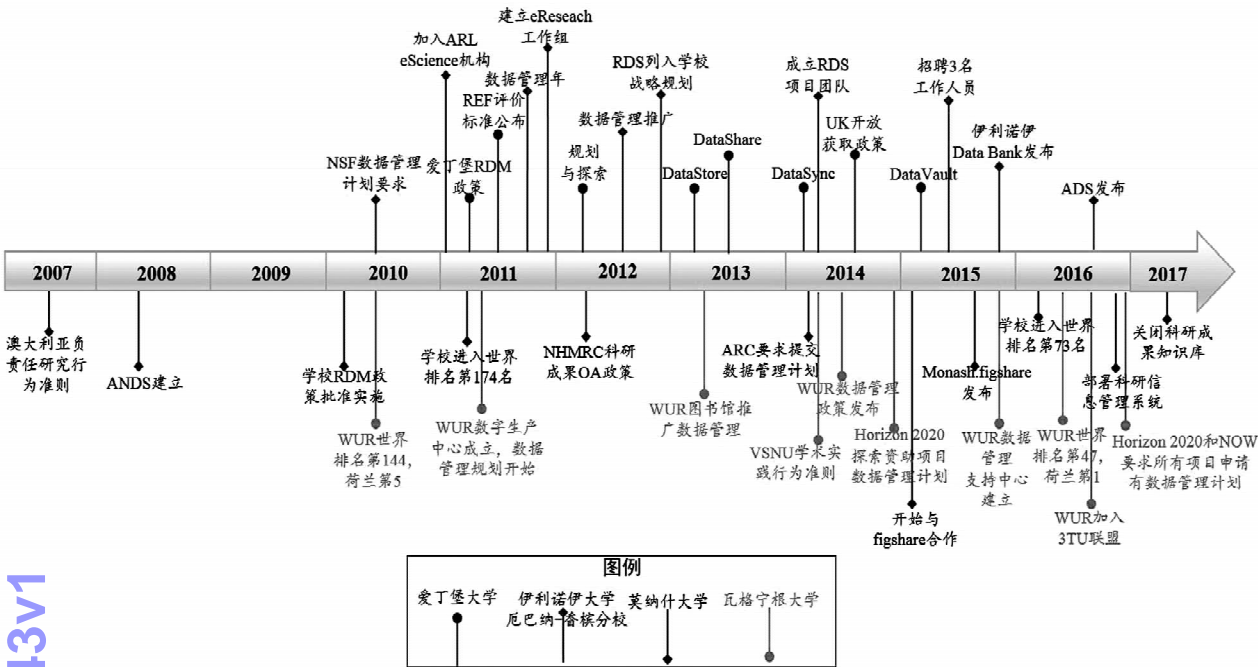 建立eReseach
工作组
加入ARL
eScience机构
数据管理年
REF评价
标准公布
RDS列入学校
战略规划
数据管理推广
成立RDS
项目团队
招聘3名
工作人员
UK开放
获取政策
伊利诺伊
Data Bank发布
NSF数据管理
计划要求
爱丁堡RDM
政策
规划
与探索
DataStore
DataShare
DataSync
DataVault
ADS发布
2007
2008
2009
2010
2011
2012
2013
2014
2015
2016
2017
澳大利亚负
责任研究行
为准则
ANDS建立
学校RDM政
策批准实施
学校进入世界
排名第174名
NHMRC科研
成果OA政策
ARC要求提交
数据管理计划
Monash.figshare
发布
学校进入世界
排名第73名
部署科研信
息管理系统
关闭科研成
果知识库
WUR世界
排名第144,
荷兰第5
WUR数字生产
中心成立，数据
管理规划开始
WUR图书馆推
广数据管理
WUR数据管理
政策发布
VSNU学术实
践行为准则
Horizon 2020
探索资助项目
数据管理计划
WUR数据
管理
支持中心
建立
WUR世界
排名第47,
荷兰第1
Horizon 2020和NOW
要求所有项目申请
有数据管理计划
开始与
figshare合作
WUR加入
3TU联盟
图例
爱丁堡大学
伊利诺伊大学
厄巴纳-香槟分校
莫纳什大学
瓦格宁根大学
43v1